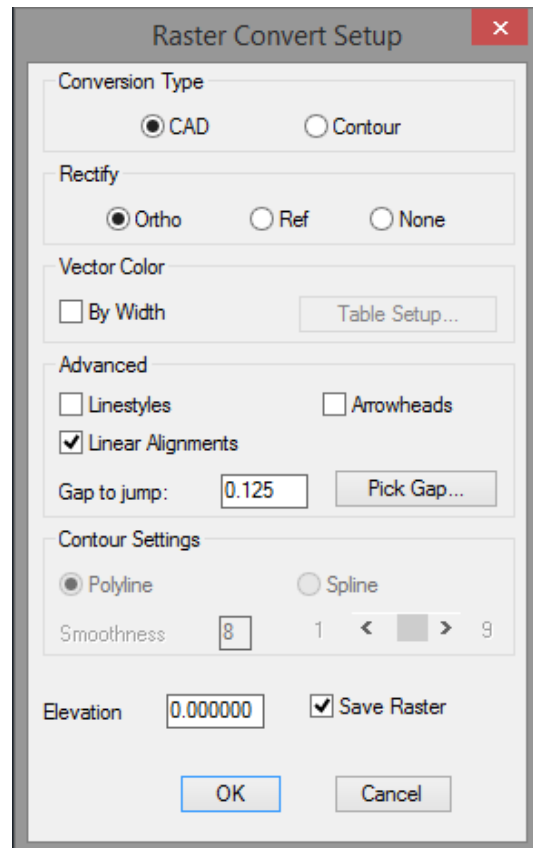 Raster Convert Setup
Conversion Type
CAD Contour
Rectify
Ortho Ref None
Vector Color
By Width Table Setup...
Advanced
Linestyles Arrowheads
Linear Alignments
Gap to jump: 0.125 Pick Gap...
Contour Settings
Polyline Spline
Smoothness 8 1 9
Elevation 0.000000 Save Raster
OK Cancel